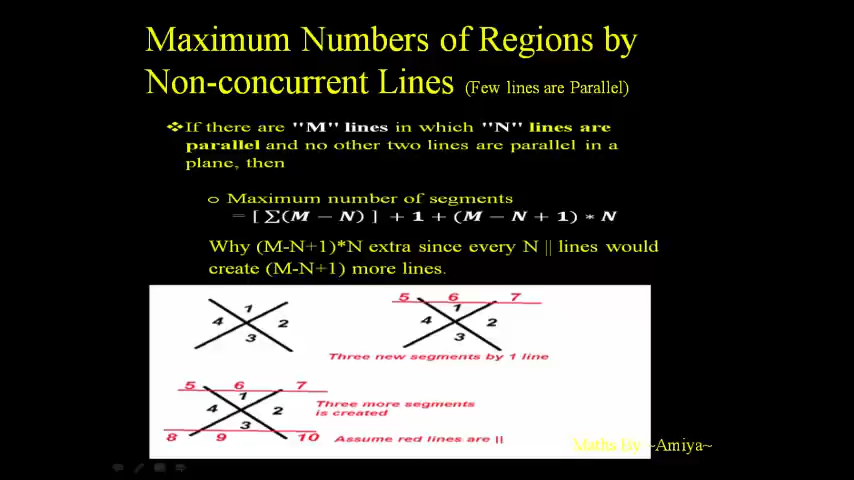 Maximum Numbers of Regions by
Non-concurrent Lines (Few lines are Parallel)
❖If there are "M" lines in which "N" lines are
parallel and no other two lines are parallel in a
plane, then
o Maximum number of segments
= [ ∑(M − N) ] + 1 + (M − N + 1) * N
Why (M-N+1)*N extra since every N || lines would
create (M-N+1) more lines.
1
4 2
3
5 6 7
1
4 2
3
Three new segments by 1 line
5 6 7
1
4 2
3
8 9 10
Three more segments
is created
Assume red lines are ||
Maths By ~Amiya~